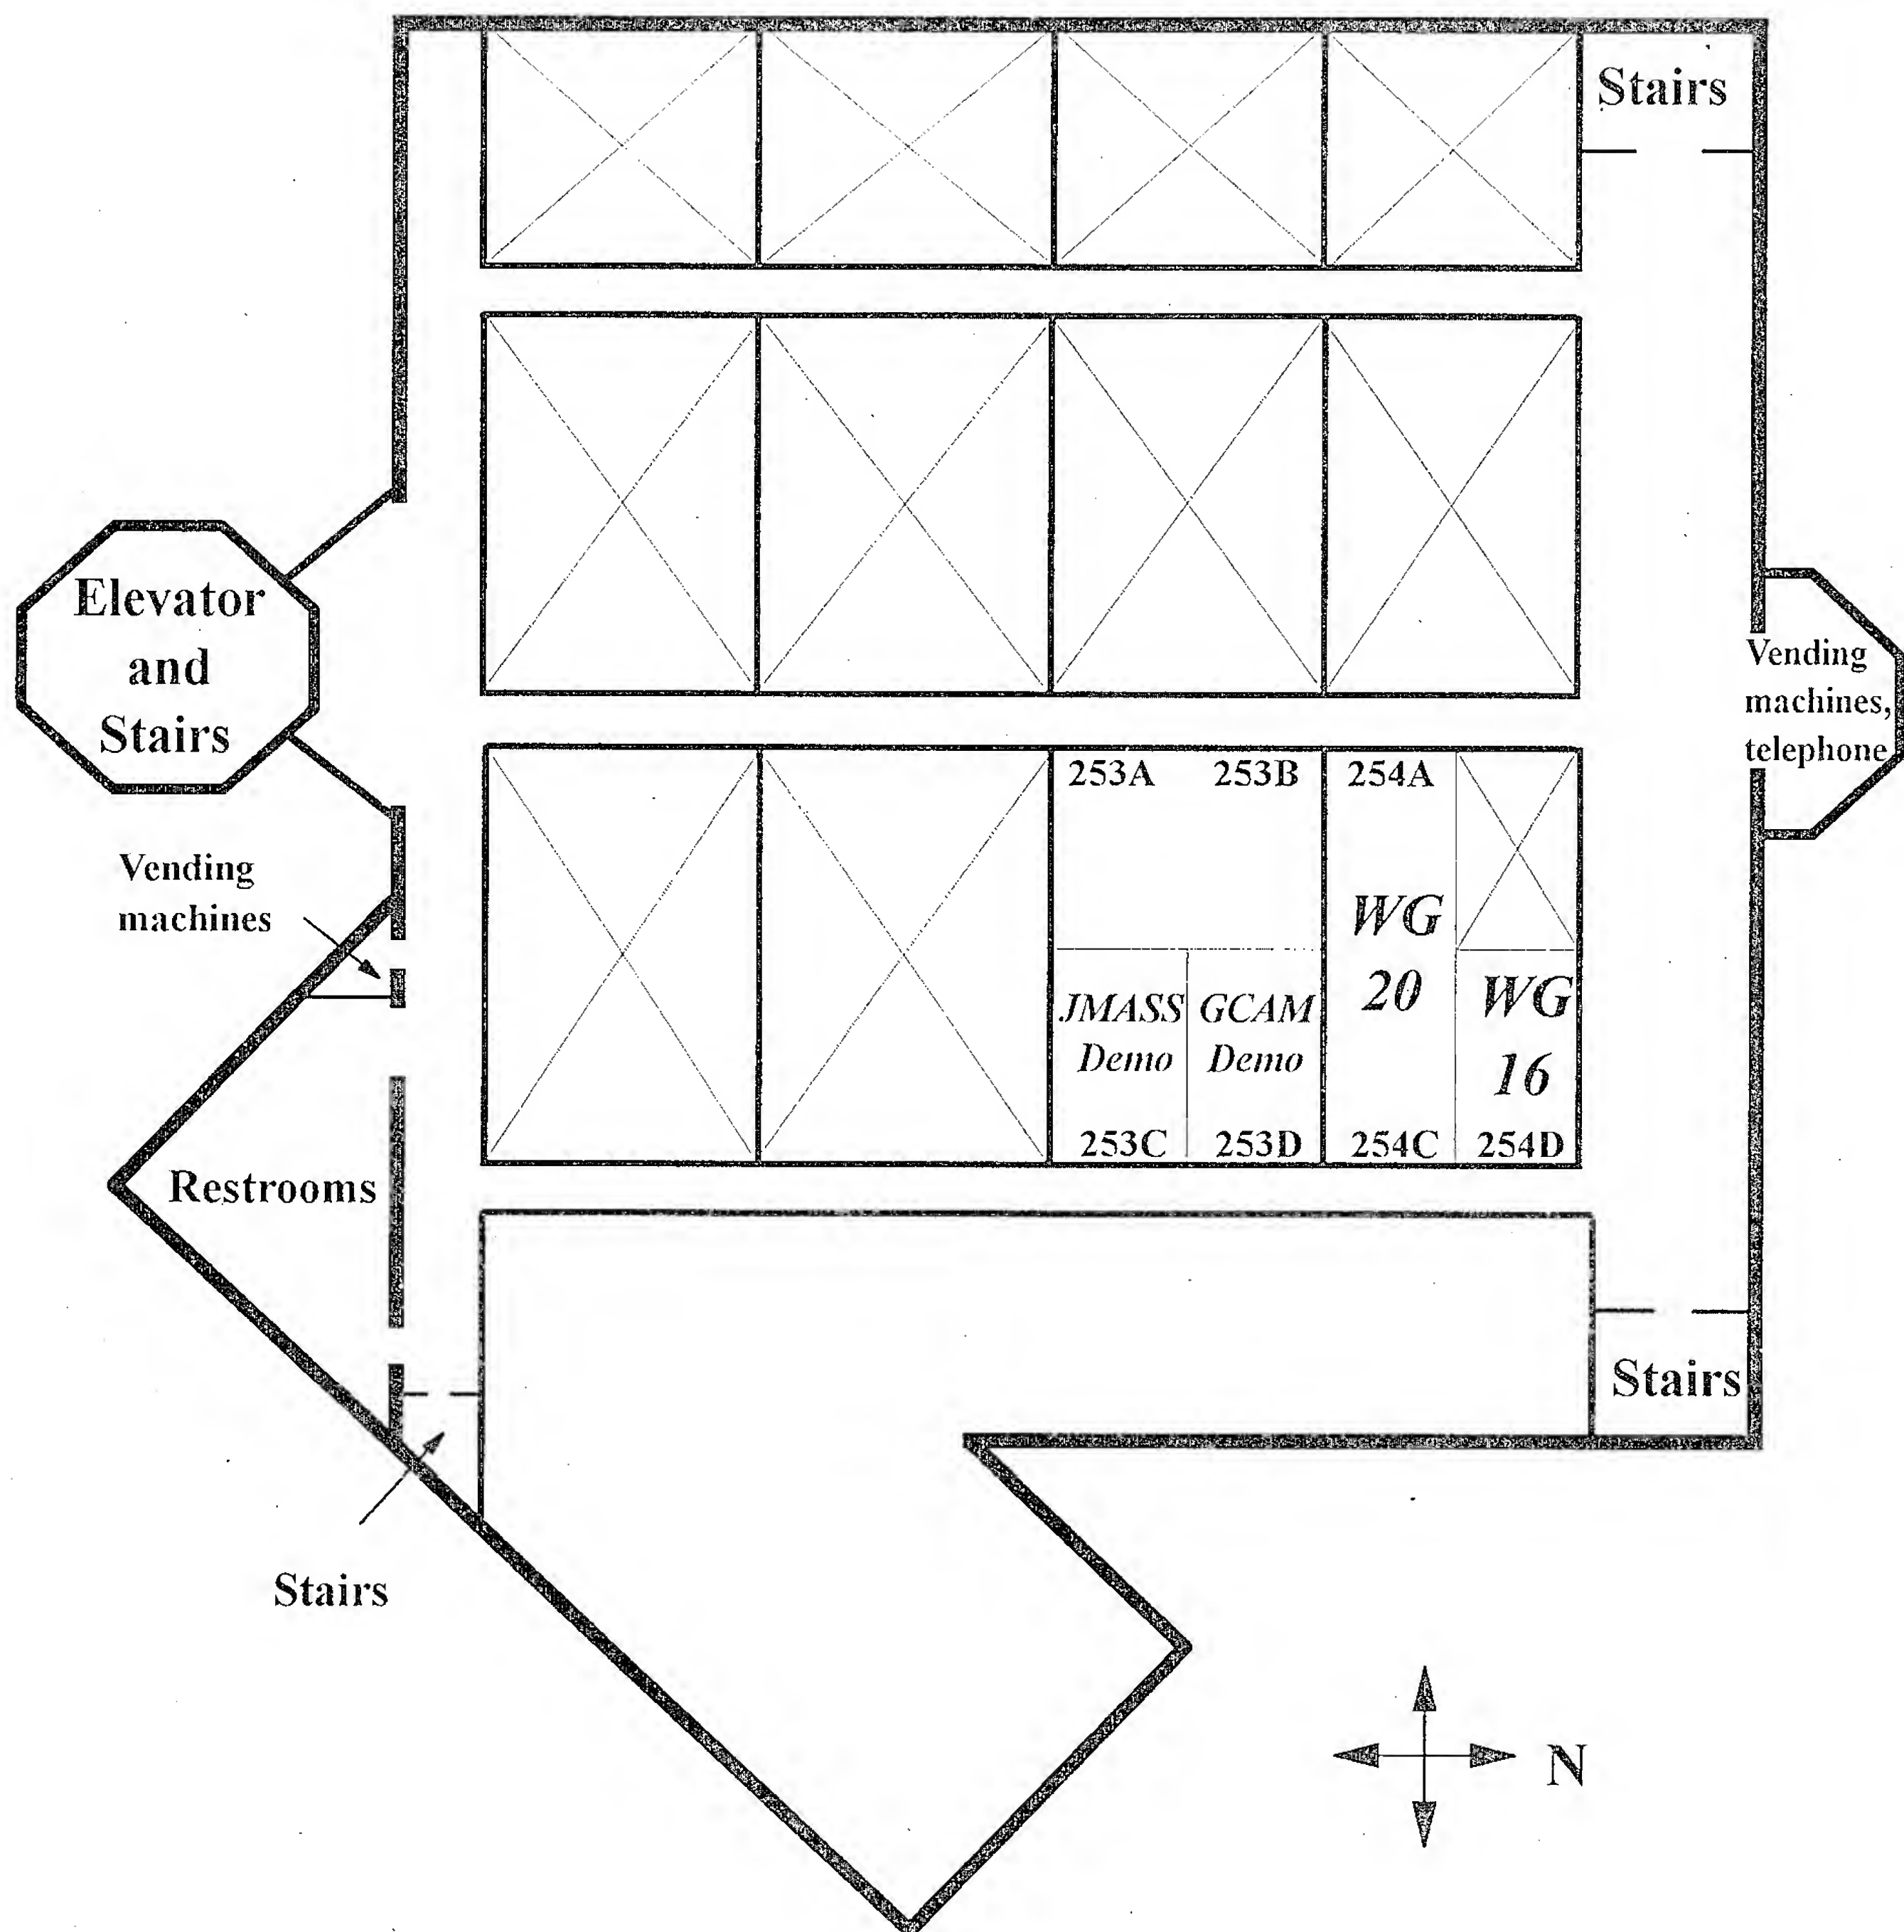 Stairs
Elevator
and
Stairs
Vending
machines,
telephone
253A
253B
254A
Vending
machines
WG
20
JMASS
Demo
GCAM
Demo
WG
16
253C
253D
254C
254D
Restrooms
Stairs
Stairs
N